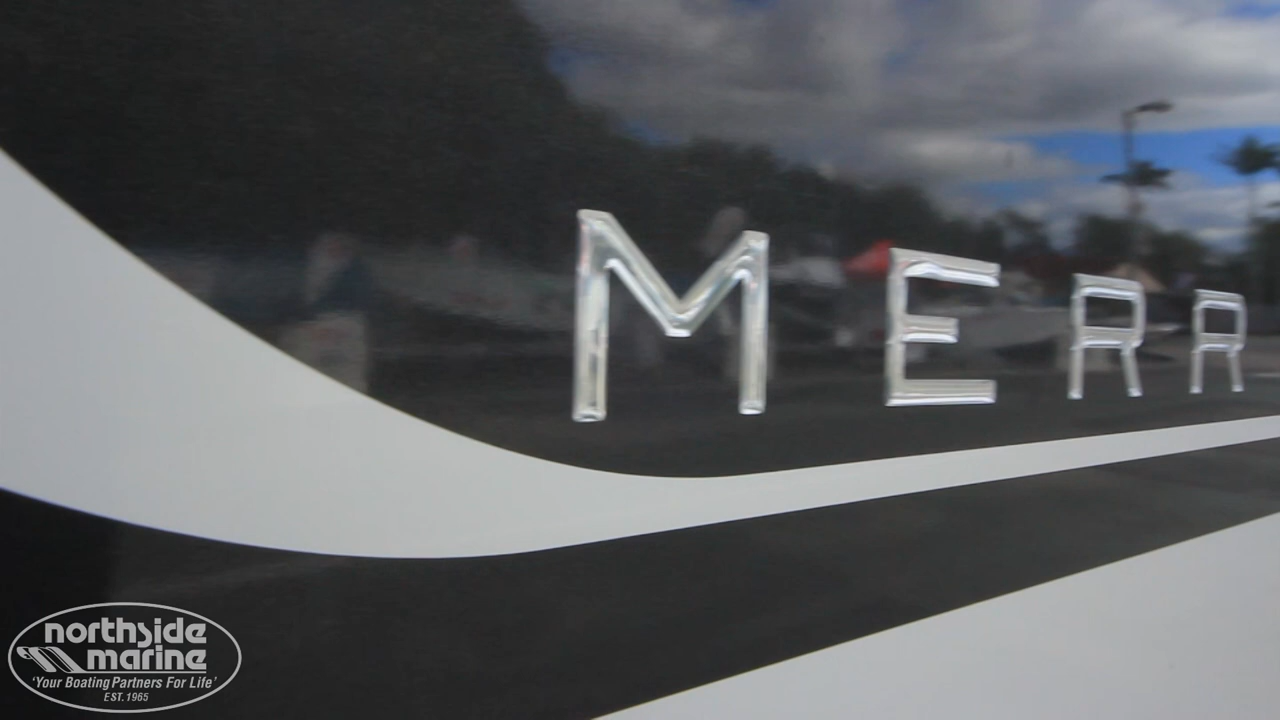 MERR
northside
marine
'Your Boating Partners For Life'
EST. 1965